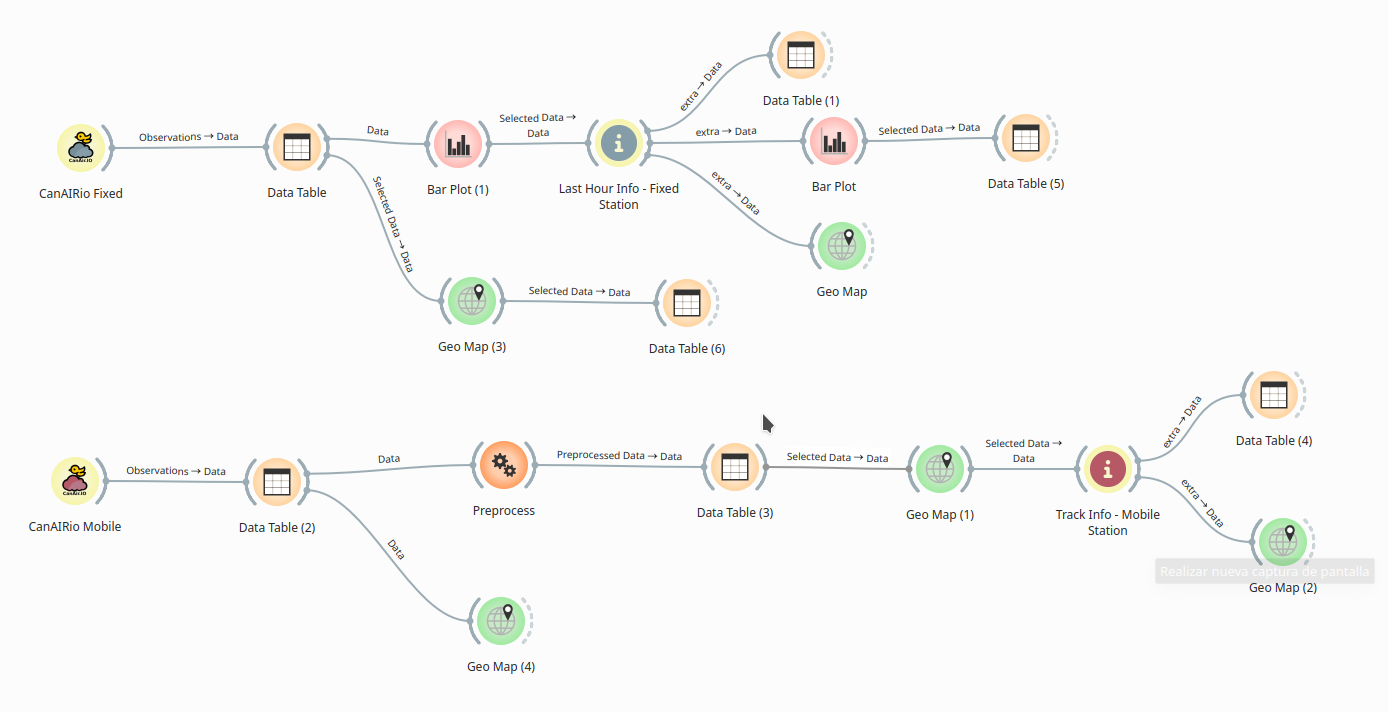 extra → Data
Data Table (1)
CanAIR.IO
CanAIRio Fixed
Observations → Data
Data Table
Data
Bar Plot (1)
Selected Data →
Data
Last Hour Info - Fixed
Station
extra → Data
Bar Plot
Selected Data → Data
Data Table (5)
extra → Data
Geo Map
Selected Data → Data
Geo Map (3)
Selected Data → Data
Data Table (6)
CanAIR.IO
CanAIRio Mobile
Observations → Data
Data Table (2)
Data
Preprocess
Preprocessed Data → Data
Data Table (3)
Selected Data → Data
Geo Map (1)
Selected Data →
Data
Track Info - Mobile
Station
extra → Data
Data Table (4)
extra → Data
Realizar nueva captura de pantalla
Geo Map (2)
Data
Geo Map (4)